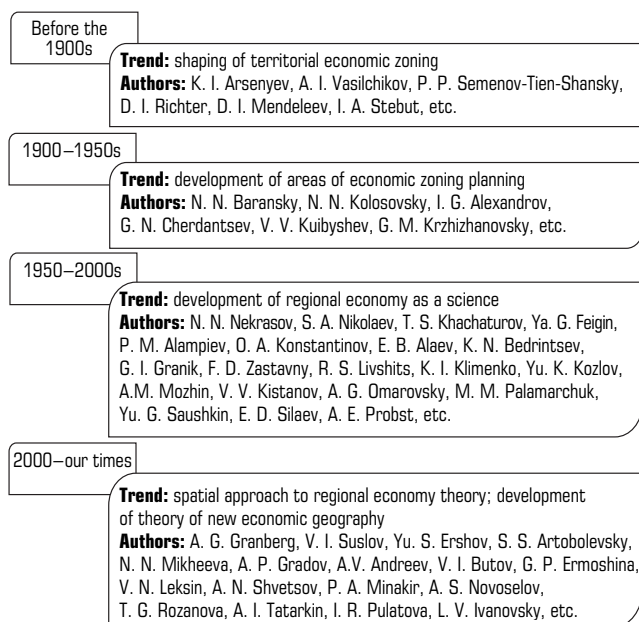 Before the
1900s
Trend: shaping of territorial economic zoning
Authors: K. I. Arsenyev, A. I. Vasilchikov, P. P. Semenov-Tien-Shansky,
D. I. Richter, D. I. Mendeleev, I. A. Stebut, etc.
1900–1950s
Trend: development of areas of economic zoning planning
Authors: N. N. Baransky, N. N. Kolosovsky, I. G. Alexandrov,
G. N. Cherdantsev, V. V. Kuibyshev, G. M. Krzhizhanovsky, etc.
1950–2000s
Trend: development of regional economy as a science
Authors: N. N. Nekrasov, S. A. Nikolaev, T. S. Khachaturov, Ya. G. Feigin,
P. M. Alampiev, O. A. Konstantinov, E. B. Alaev, K. N. Bedrintsev,
G. I. Granik, F. D. Zastavny, R. S. Livshits, K. I. Klimenko, Yu. K. Kozlov,
A.M. Mozhin, V. V. Kistanov, A. G. Omarovsky, M. M. Palamarchuk,
Yu. G. Saushkin, E. D. Silaev, A. E. Probst, etc.
2000–our times
Trend: spatial approach to regional economy theory; development
of theory of new economic geography
Authors: A. G. Granberg, V. I. Suslov, Yu. S. Ershov, S. S. Artobolevsky,
N. N. Mikheeva, A. P. Gradov, A.V. Andreev, V. I. Butov, G. P. Ermoshina,
V. N. Leksin, A. N. Shvetsov, P. A. Minakir, A. S. Novoselov,
T. G. Rozanova, A. I. Tatarkin, I. R. Pulatova, L. V. Ivanovsky, etc.